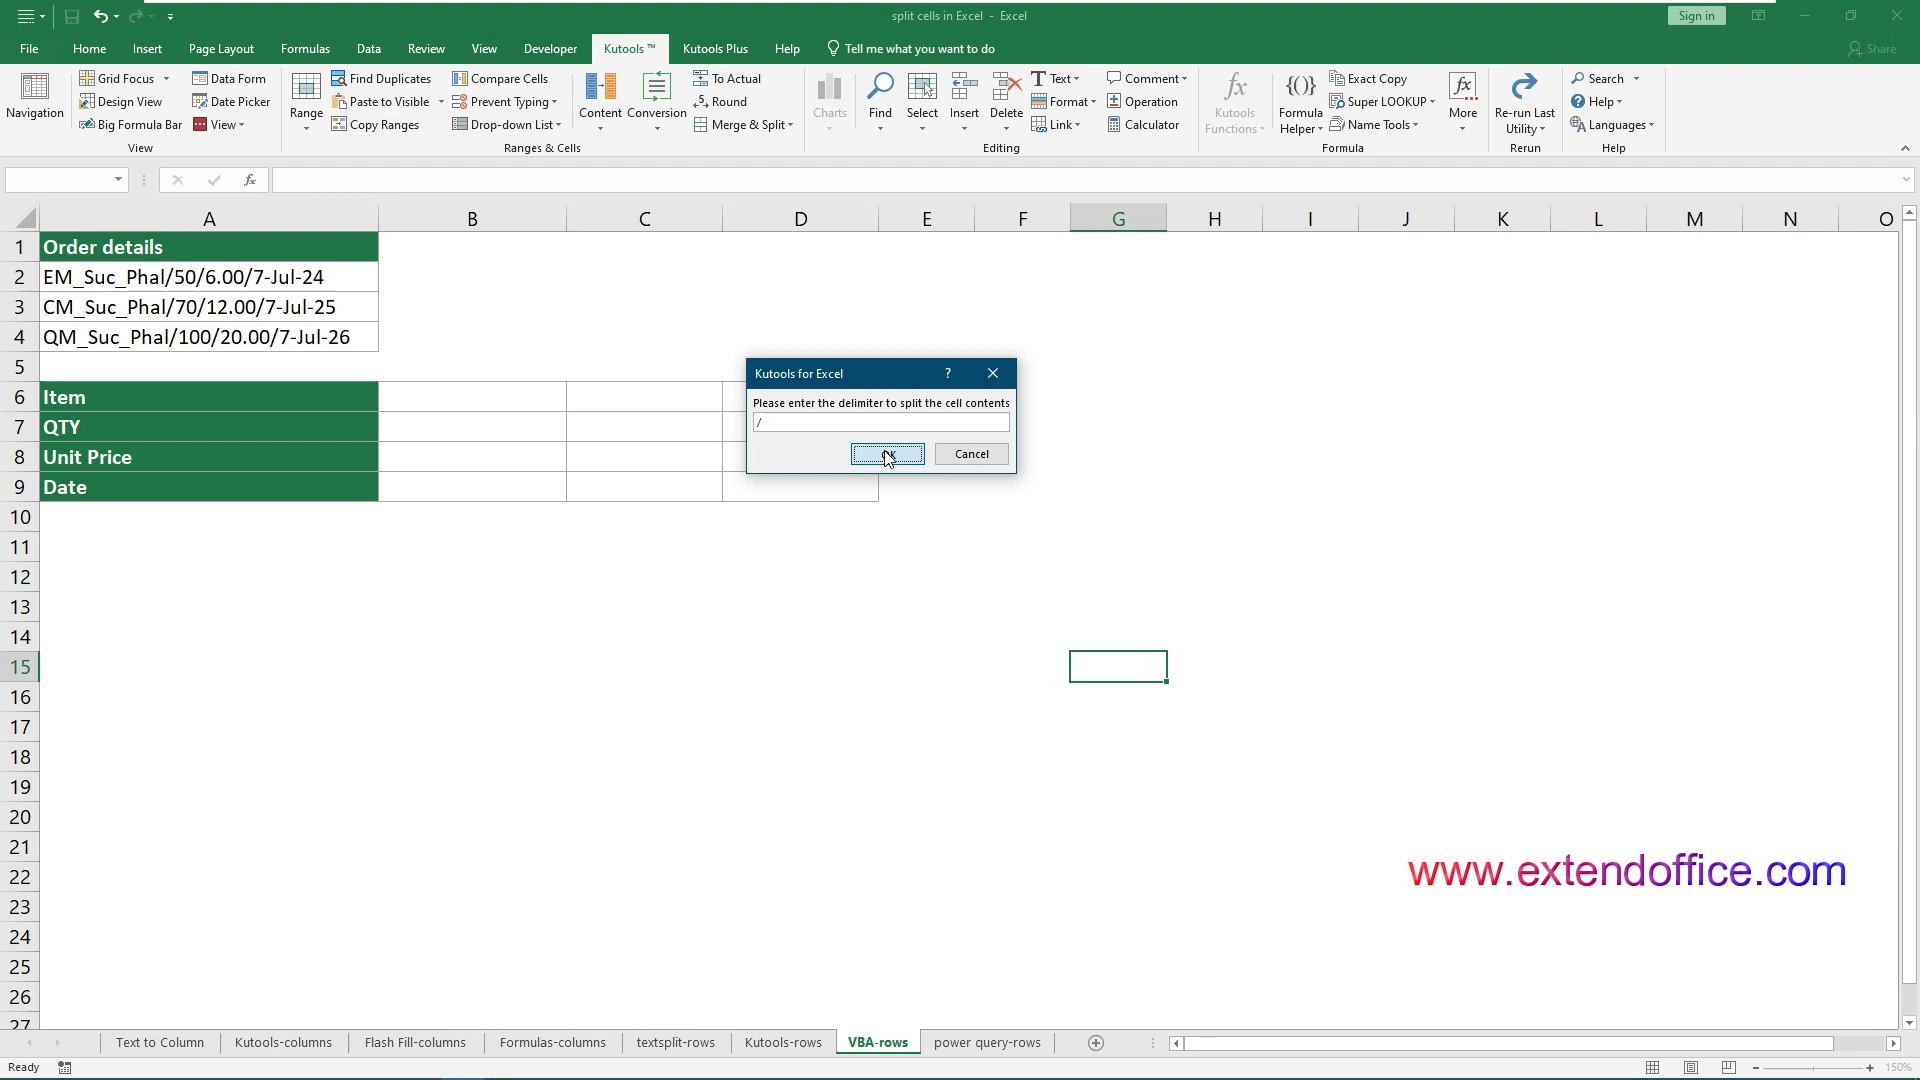 split cells in Excel - Excel
Sign in
File Home Insert Page Layout Formulas Data Review View Developer Kutools ™ Kutools Plus Help Tell me what you want to do Share
Navigation
Grid Focus
Design View
Big Formula Bar
Data Form
Date Picker
View
View
Range
Find Duplicates
Paste to Visible
Copy Ranges
Compare Cells
Prevent Typing
Drop-down List
Content
Conversion
To Actual
Round
Merge & Split
Ranges & Cells
Charts
Find
Select
Insert
Delete
Text
Format
Link
Comment
Operation
Calculator
Editing
Kutools Functions
Formula Helper
Exact Copy
Super LOOKUP
Name Tools
More
Formula
Re-run Last Utility
Rerun
Search
Help
Languages
Help
fx
A B C D E F G H I J K L M N O
1 Order details
2 EM_Suc_Phal/50/6.00/7-Jul-24
3 CM_Suc_Phal/70/12.00/7-Jul-25
4 QM_Suc_Phal/100/20.00/7-Jul-26
5
6 Item
7 QTY
8 Unit Price
9 Date
10
11
12
13
14
15
16
17
18
19
20
21
22
23
24
25
26
27
Kutools for Excel ?
Please enter the delimiter to split the cell contents
/
Cancel
www.extendoffice.com
Text to Column Kutools-columns Flash Fill-columns Formulas-columns textsplit-rows Kutools-rows VBA-rows power query-rows
Ready
150%